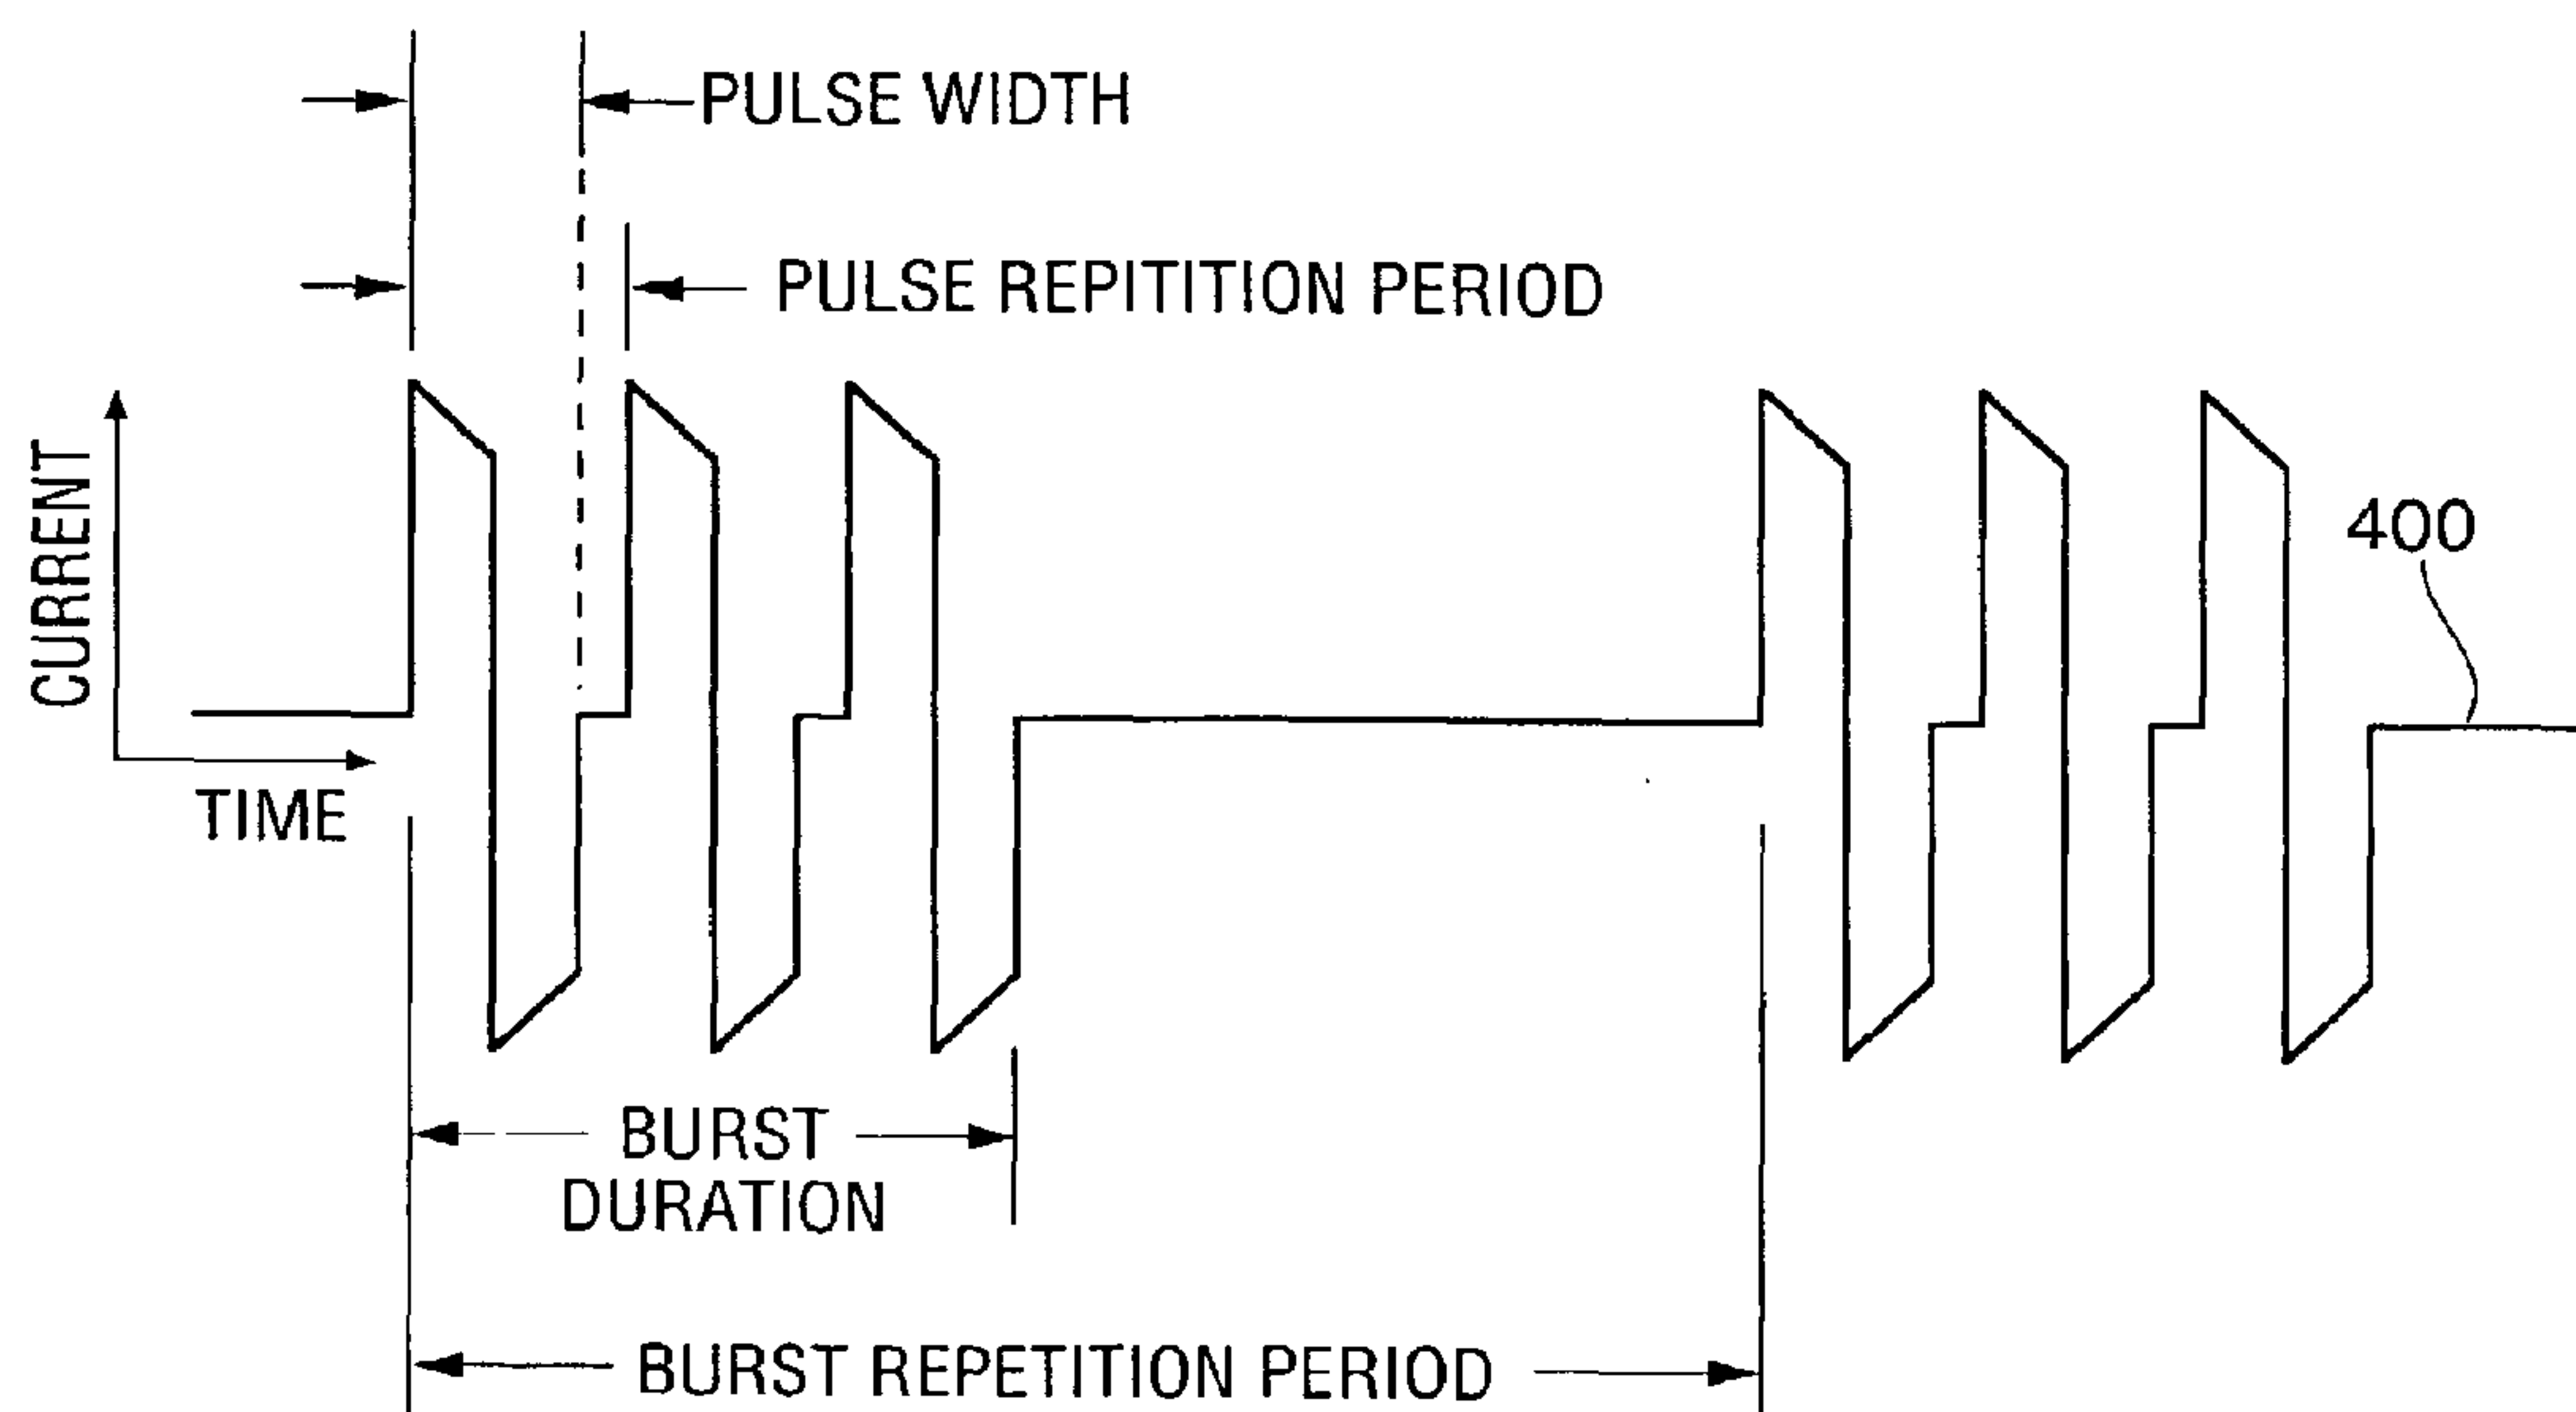 PULSE WIDTH
PULSE REPITITION PERIOD
CURRENT
400
TIME
BURST
DURATION
BURST REPETITION PERIOD